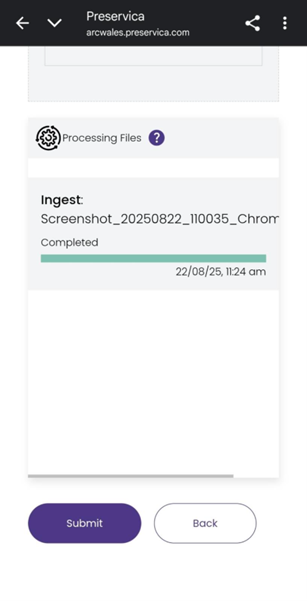 Preservica
arcwales.preservica.com
Processing Files ?
Ingest:
Screenshot_20250822_110035_Chrom
Completed
22/08/25, 11:24 am
Submit
Back